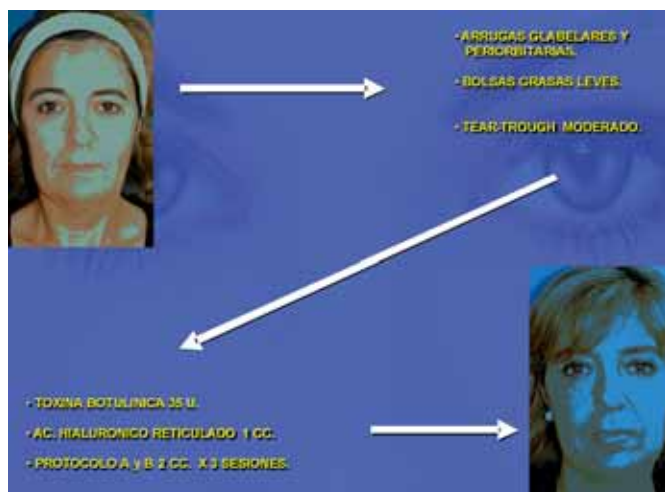 • ARRUGAS GLABELARES Y
PERIORBITARIAS.
• BOLSAS GRASAS LEVES.
• TEAR-TROUGH MODERADO.
• TOXINA BOTULINICA 35 U.
• AC. HIALURONICO RETICULADO 1 CC.
• PROTOCOLO A y B 2 CC. X 3 SESIONES.